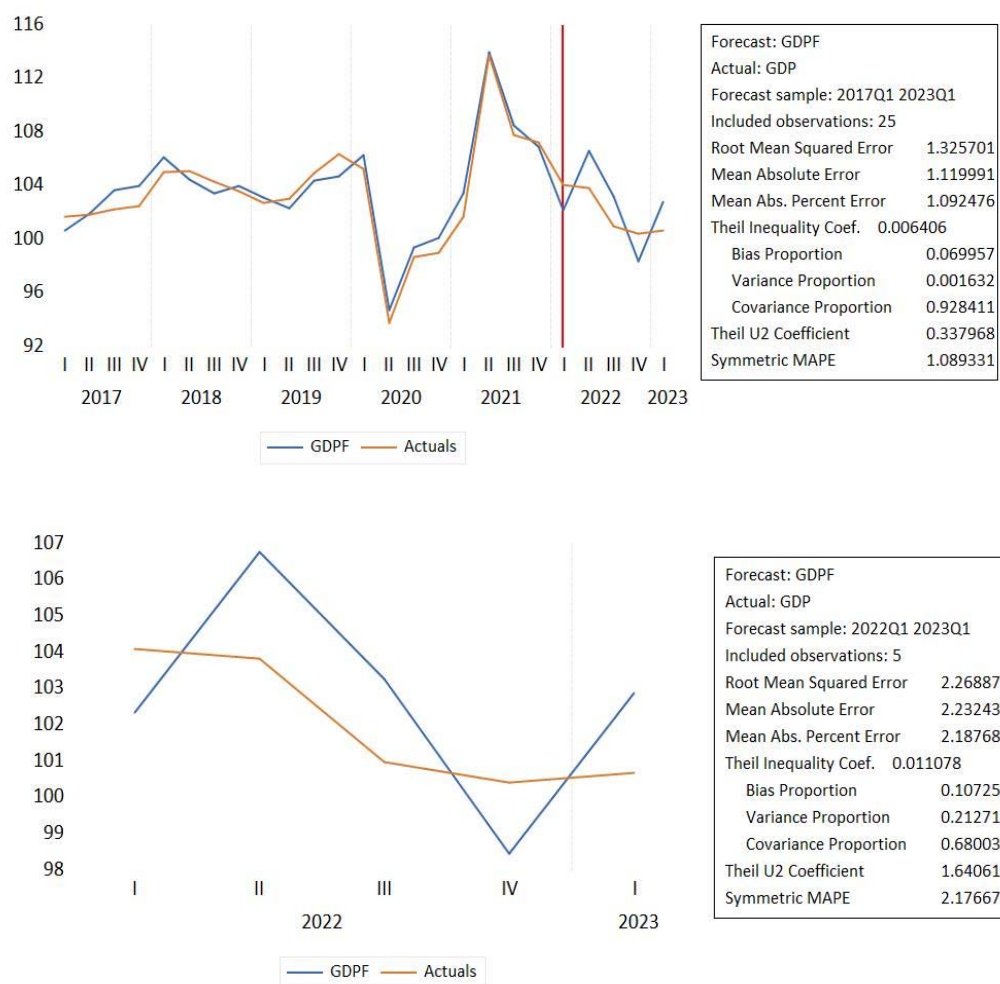 116
112
108
104
100
96
92
I II III IV I II III IV I II III IV I II III IV I II III IV I II III IV I
2017 2018 2019 2020 2021 2022 2023
GDPF Actuals
Forecast: GDPF
Actual: GDP
Forecast sample: 2017Q1 2023Q1
Included observations: 25
Root Mean Squared Error 1.325701
Mean Absolute Error 1.119991
Mean Abs. Percent Error 1.092476
Theil Inequality Coef. 0.006406
Bias Proportion 0.069957
Variance Proportion 0.001632
Covariance Proportion 0.928411
Theil U2 Coefficient 0.337968
Symmetric MAPE 1.089331
107
106
105
104
103
102
101
100
99
98
I II III IV I
2022 2023
GDPF Actuals
Forecast: GDPF
Actual: GDP
Forecast sample: 2022Q1 2023Q1
Included observations: 5
Root Mean Squared Error 2.26887
Mean Absolute Error 2.23243
Mean Abs. Percent Error 2.18768
Theil Inequality Coef. 0.011078
Bias Proportion 0.10725
Variance Proportion 0.21271
Covariance Proportion 0.68003
Theil U2 Coefficient 1.64061
Symmetric MAPE 2.17667